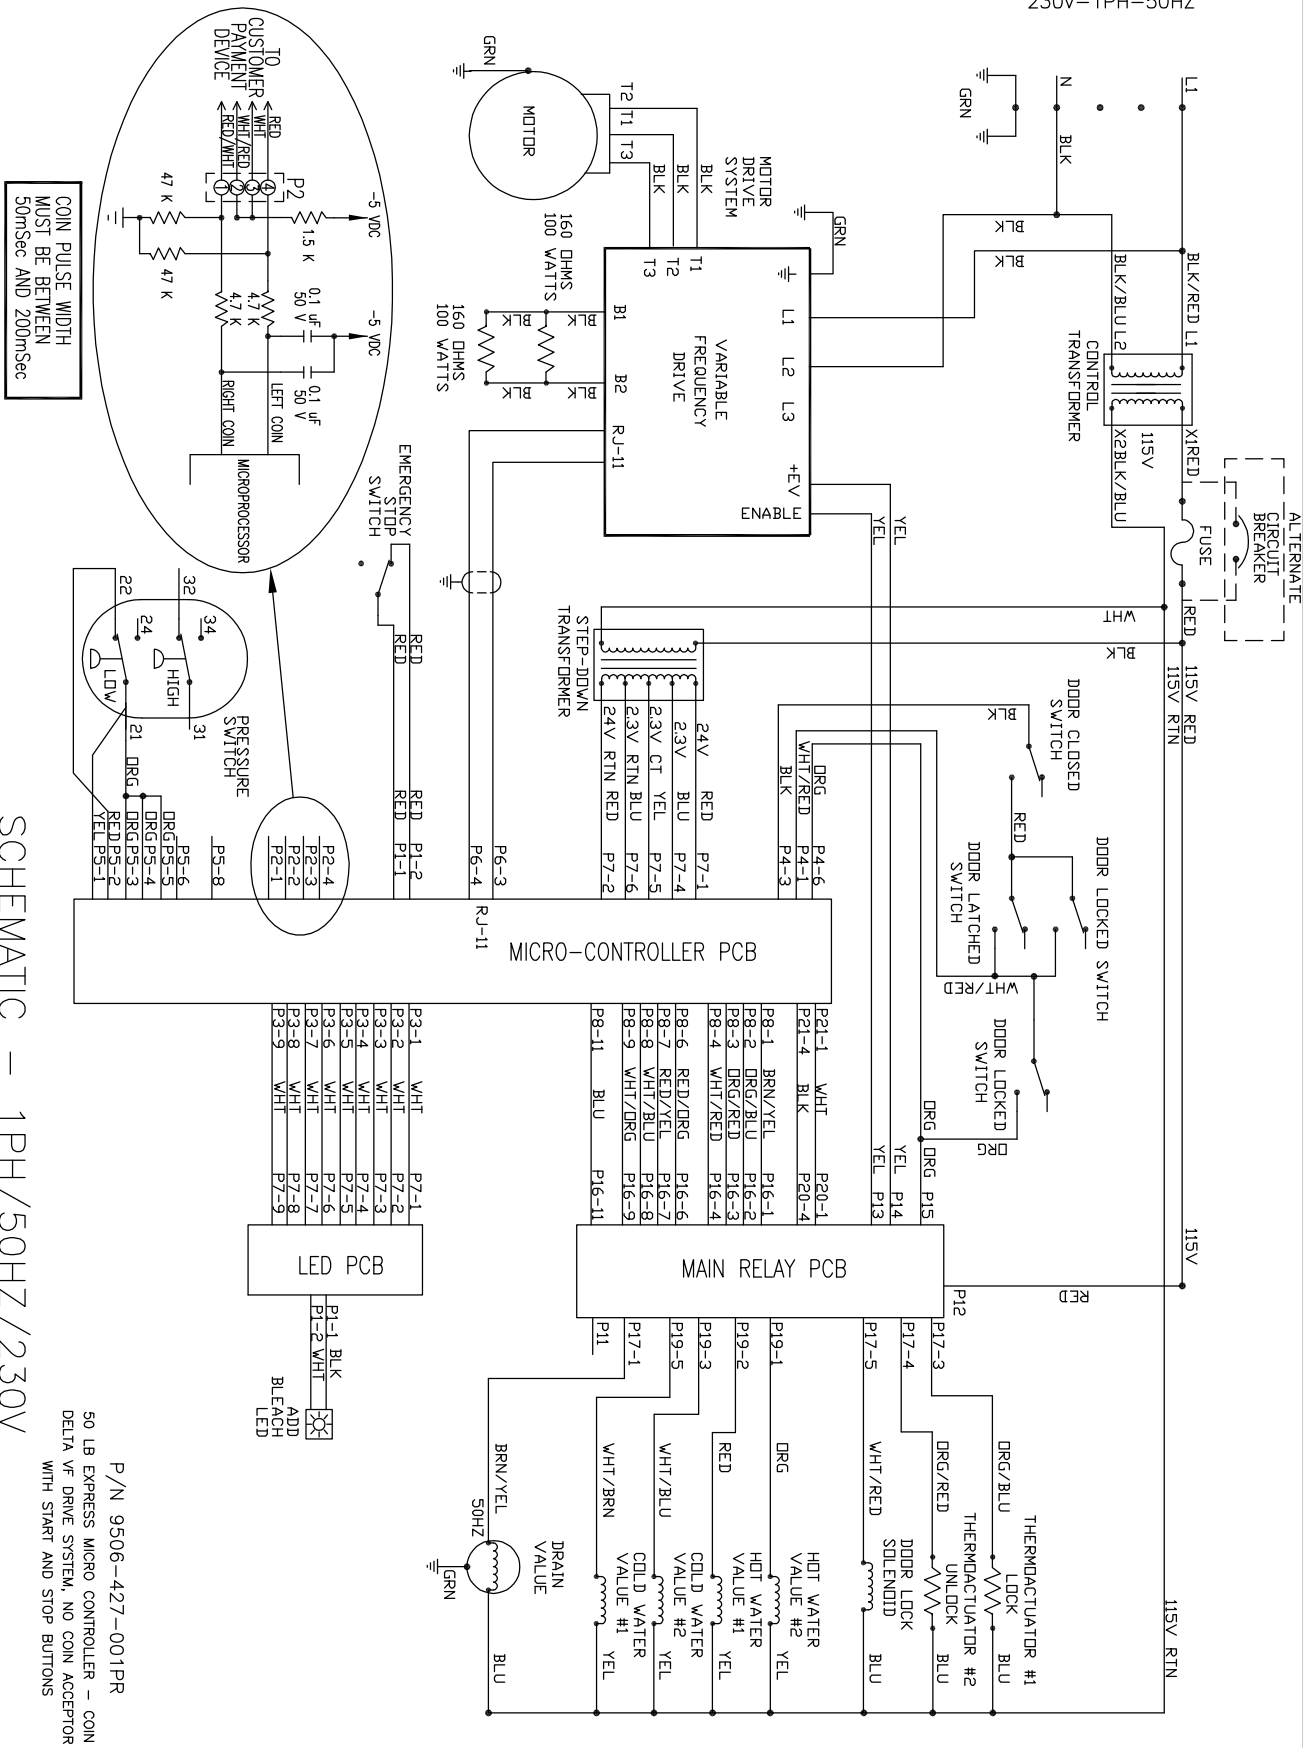 230V-1PH-50HZ
L1
N
GRN
BLK
BLK
BLK
BLK/RED L1
BLK/BLU L2
CONTROL
TRANSFORMER
X1 RED
115V
X2 BLK/BLU
ALTERNATE
CIRCUIT
BREAKER
FUSE
RED
WHT
BLK
115V RED
115V RTN
115V
RED
P12
115V RTN
MOTOR
DRIVE
SYSTEM
GRN
MOTOR
T2
T1
T3
BLK
BLK
BLK
GRN
T1
T2
T3
L1
L2
L3
+EV
ENABLE
VARIABLE
FREQUENCY
DRIVE
B1
B2
RJ-11
160 OHMS
100 WATTS
160 OHMS
100 WATTS
BLK
BLK
BLK
BLK
YEL
YEL
STEP-DOWN
TRANSFORMER
24V RED P7-1
2.3V BLU P7-4
2.3V CT YEL P7-5
2.3V RTN BLU P7-6
24V RTN RED P7-2
DOOR CLOSED
SWITCH
BLK
RED
DOOR LOCKED SWITCH
DOOR LATCHED
SWITCH
WHT/RED
DOOR LOCKED
SWITCH
ORG
ORG
WHT/RED
BLK
P4-6
P4-1
P4-3
ORG ORG P15
YEL P14
YEL P13
EMERGENCY
STOP
SWITCH
RED
RED
RED P1-2
RED P1-1
P6-3
P6-4
RJ-11
MICRO-CONTROLLER PCB
TO
CUSTOMER
PAYMENT
DEVICE
RED
WHT
WHT/RED
RED/WHT
P2
4
3
2
1
-5 VDC
1.5 K
47 K
47 K
4.7 K
4.7 K
0.1 uF
50 V
-5 VDC
0.1 uF
50 V
LEFT COIN
RIGHT COIN
MICROPROCESSOR
COIN PULSE WIDTH
MUST BE BETWEEN
50mSec AND 200mSec
PRESSURE
SWITCH
34
32
31
HIGH
24
22
21
LOW
ORG
P2-4
P2-3
P2-2
P2-1
P5-8
P5-6
ORG P5-5
ORG P5-4
ORG P5-3
RED P5-2
YEL P5-1
P21-1 WHT P20-1
P21-4 BLK P20-4
P8-1 BRN/YEL P16-1
P8-2 ORG/BLU P16-2
P8-3 ORG/RED P16-3
P8-4 WHT/RED P16-4
P8-6 RED/ORG P16-6
P8-7 RED/YEL P16-7
P8-8 WHT/BLU P16-8
P8-9 WHT/ORG P16-9
P8-11 BLU P16-11
P3-1 WHT P7-1
P3-2 WHT P7-2
P3-3 WHT P7-3
P3-4 WHT P7-4
P3-5 WHT P7-5
P3-6 WHT P7-6
P3-7 WHT P7-7
P3-8 WHT P7-8
P3-9 WHT P7-9
MAIN RELAY PCB
LED PCB
P1-1 BLK
P1-2 WHT
ADD
BLEACH
LED
P17-3
P17-4
P17-5
P19-1
P19-2
P19-3
P19-5
P17-1
P11
THERMOACTUATOR #1
LOCK
ORG/BLU
BLU
THERMOACTUATOR #2
UNLOCK
ORG/RED
BLU
DOOR LOCK
SOLENOID
WHT/RED
BLU
HOT WATER
VALUE #2
ORG
YEL
HOT WATER
VALUE #1
RED
YEL
COLD WATER
VALUE #2
WHT/BLU
YEL
COLD WATER
VALUE #1
WHT/BRN
YEL
DRAIN
VALUE
BRN/YEL
50HZ
GRN
BLU
SCHEMATIC - 1PH/50HZ/230V
P/N 9506-427-001PR
50 LB EXPRESS MICRO CONTROLLER - COIN
DELTA VF DRIVE SYSTEM, NO COIN ACCEPTOR
WITH START AND STOP BUTTONS